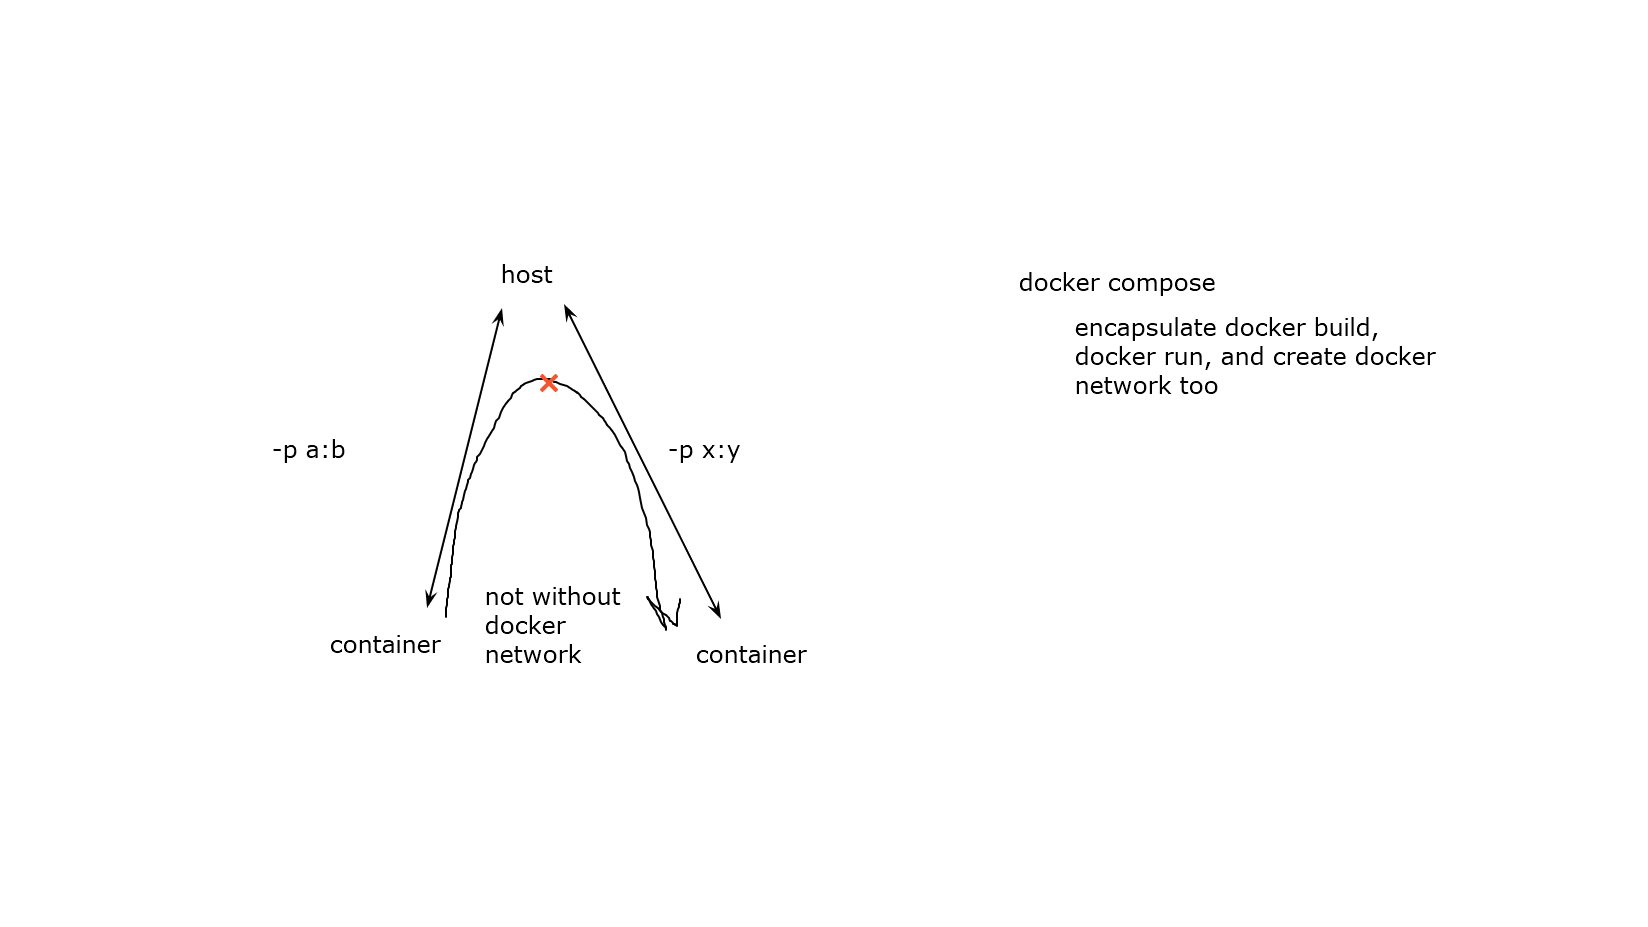 host
-p a:b
-p x:y
not without
docker
network
container
container
docker compose
encapsulate docker build,
docker run, and create docker
network too